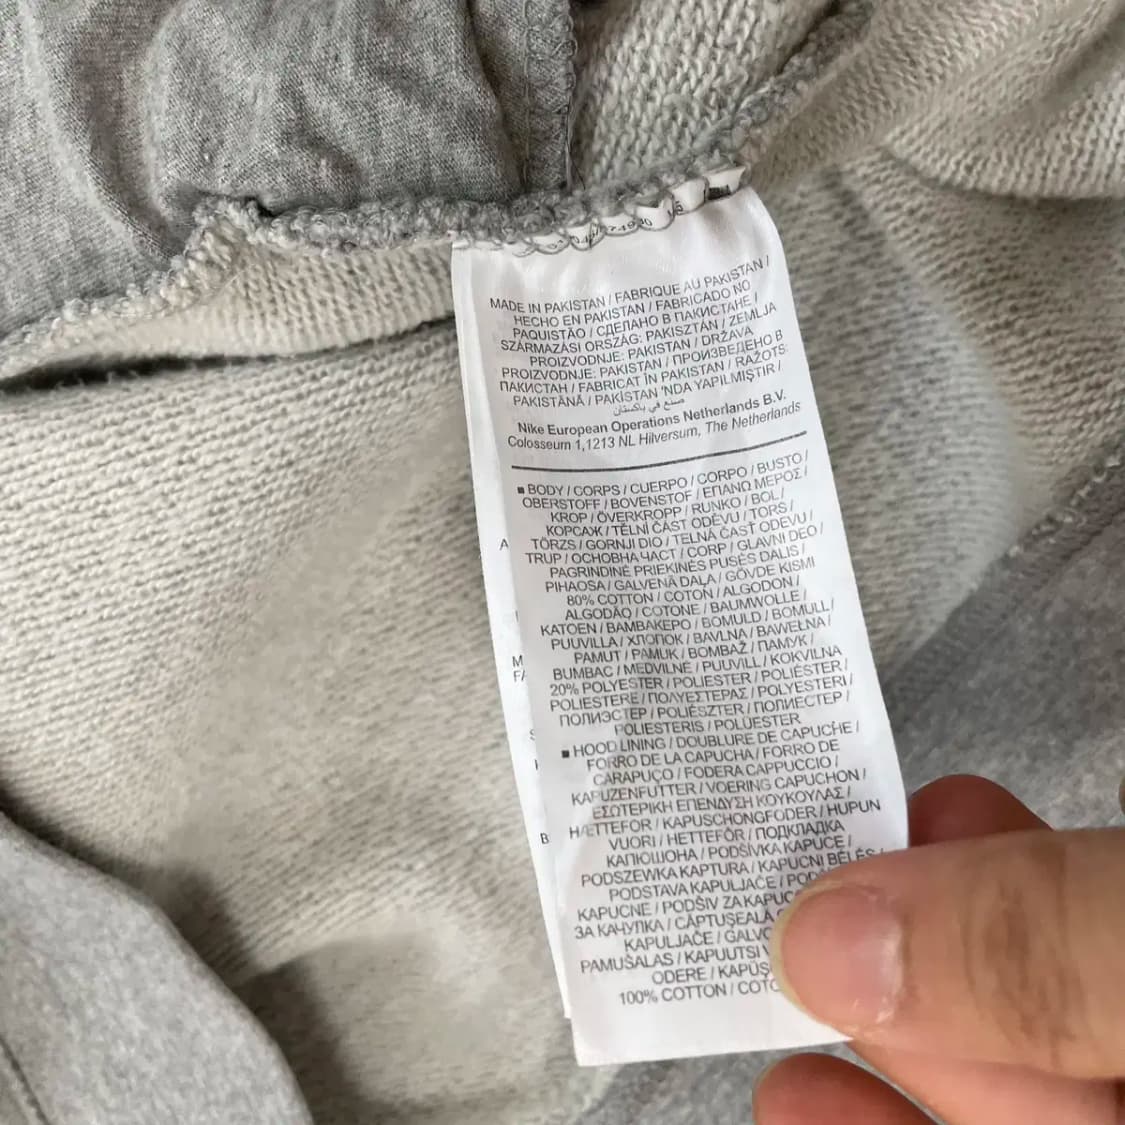 MADE IN PAKISTAN / FABRIQUE AU PAKISTAN /
HECHO EN PAKISTAN / FABRICADO NO
PAQUISTÃO / СДЕЛАНО В ПАКИСТАНЕ /
SZÁRMAZÁSI ORSZÁG: PAKISZTÁN / ZEMLJA
PROIZVODNJE: PAKISTAN / DRŽAVA
PROIZVODNJE: PAKISTAN / ПРОИЗВЕДЕНО В
ПАКИСТАН / FABRICAT ÎN PAKISTAN / RAŽOTS:
PAKISTĀNĀ / PAKİSTAN 'NDA YAPILMIŞTIR /
صنع في باكستان
Nike European Operations Netherlands B.V.
Colosseum 1,1213 NL Hilversum, The Netherlands
■ BODY / CORPS / CUERPO / CORPO / BUSTO /
OBERSTOFF / BOVENSTOF / ΕΠΑΝΩ ΜΕΡΟΣ /
KROP / ÖVERKROPP / RUNKO / BOL /
КОРСАЖ / TĚLNÍ ČÁST ODĚVU / TORS /
TÖRZS / GORNJI DIO / TELNÁ ČASŤ ODEVU /
TRUP / ОСНОВНА ЧАСТ / CORP / GLAVNI DEO /
PAGRINDINĖ PRIEKINĖS PUSĖS DALIS /
PIHAOSA / GALVENĀ DAĻA / GÖVDE KISMI
80% COTTON / COTON / ALGODON /
ALGODÃO / COTONE / BAUMWOLLE /
KATOEN / ΒΑΜΒΑΚΕΡΟ / BOMULD / BOMULL /
PUUVILLA / ХЛОПОК / BAVLNA / BAWEŁNA /
PAMUT / PAMUK / BOMBAŽ / ПАМУК /
BUMBAC / MEDVILNĖ / PUUVILL / KOKVILNA
20% POLYESTER / POLIESTER / POLIÉSTER /
POLIESTERE / ΠΟΛΥΕΣΤΕΡΑΣ / POLYESTERI /
ПОЛИЭСТЕР / POLIÉSZTER / ПОЛИЕСТЕР /
POLIESTERIS / POLÜESTER
■ HOOD LINING / DOUBLURE DE CAPUCHE /
FORRO DE LA CAPUCHA / FORRO DE
CARAPUÇO / FODERA CAPPUCCIO /
KAPUZENFUTTER / VOERING CAPUCHON /
ΕΣΩΤΕΡΙΚΗ ΕΠΕΝΔΥΣΗ ΚΟΥΚΟΥΛΑΣ /
HÆTTEFOR / KAPUSCHONGFODER / HUPUN
VUORI / HETTEFÔR / ПОДКЛАДКА
КАПЮШОНА / PODŠÍVKA KAPUCE /
PODSZEWKA KAPTURA / KAPUCNI BÉLÉS /
PODSTAVA KAPULJAČE /
KAPUCNE / PODŠIV ZA KAPUC
ЗА КАЧУЛКА / CĂPTUŞEALĂ
KAPULJAČE /
PAMUŠALAS / KAPUUTSI
ODERE /
100% COTTON /